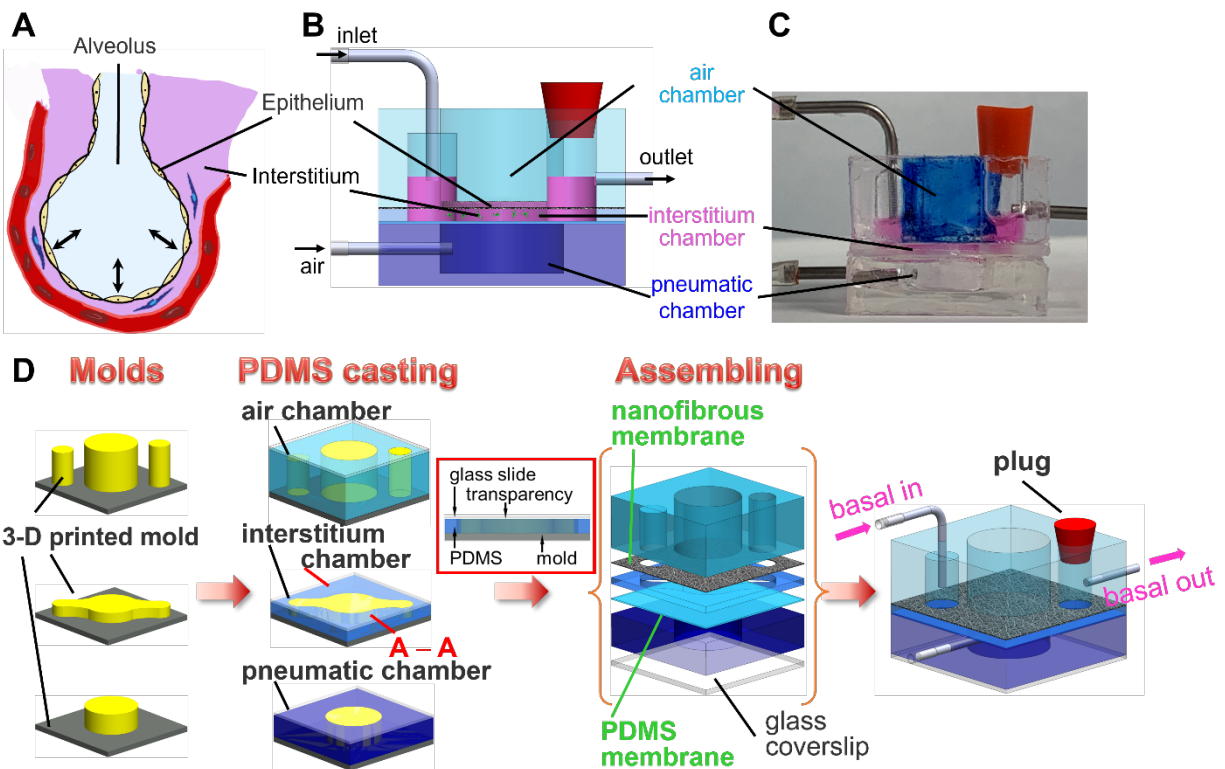 A
Alveolus
Epithelium
Interstitium
B
inlet
outlet
air
air
chamber
interstitium
chamber
pneumatic
chamber
C
D
Molds
PDMS casting
Assembling
3-D printed mold
air chamber
interstitium
chamber
A – A
pneumatic chamber
glass slide
transparency
PDMS
mold
nanofibrous
membrane
PDMS
membrane
glass
coverslip
plug
basal in
basal out